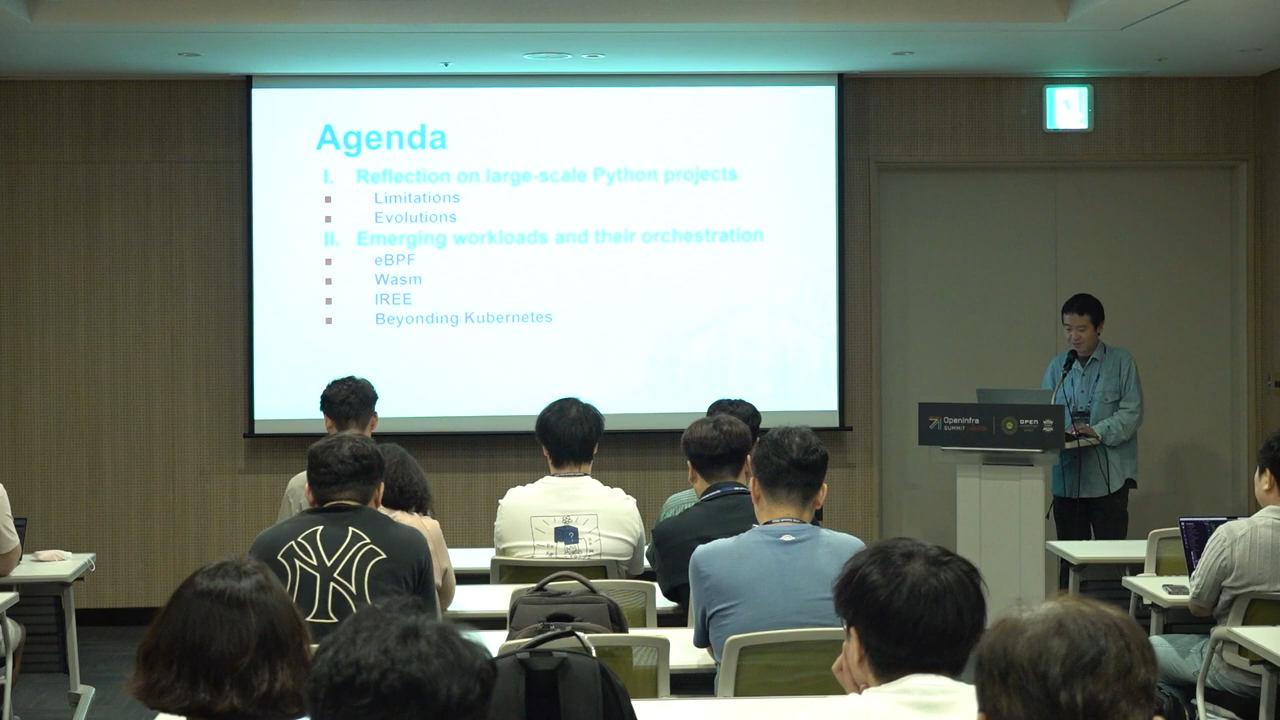 Agenda
I. Reflection on large-scale Python projects
Limitations
Evolutions
II. Emerging workloads and their orchestration
eBPF
Wasm
IREE
Beyonding Kubernetes
OpenInfra
SUMMIT
OPEN
NY